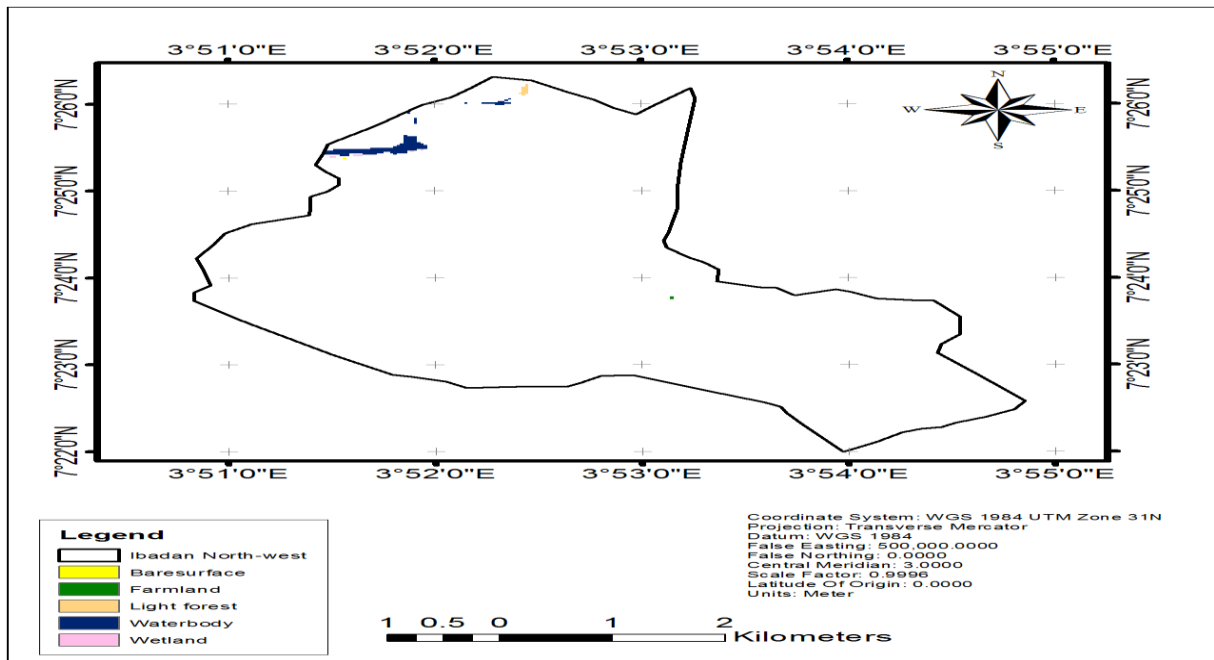 3°51'0"E 3°52'0"E 3°53'0"E 3°54'0"E 3°55'0"E
N
W E
S
7°26'0"N 7°26'0"N
7°25'0"N 7°25'0"N
7°24'0"N 7°24'0"N
7°23'0"N 7°23'0"N
7°22'0"N 7°22'0"N
3°51'0"E 3°52'0"E 3°53'0"E 3°54'0"E 3°55'0"E
Legend
Ibadan North-west
Baresurface
Farmland
Light forest
Waterbody
Wetland
Coordinate System: WGS 1984 UTM Zone 31N
Projection: Transverse Mercator
Datum: WGS 1984
False Easting: 500,000.0000
False Northing: 0.0000
Central Meridian: 3.0000
Scale Factor: 0.9996
Latitude Of Origin: 0.0000
Units: Meter
1 0.5 0 1 2
Kilometers